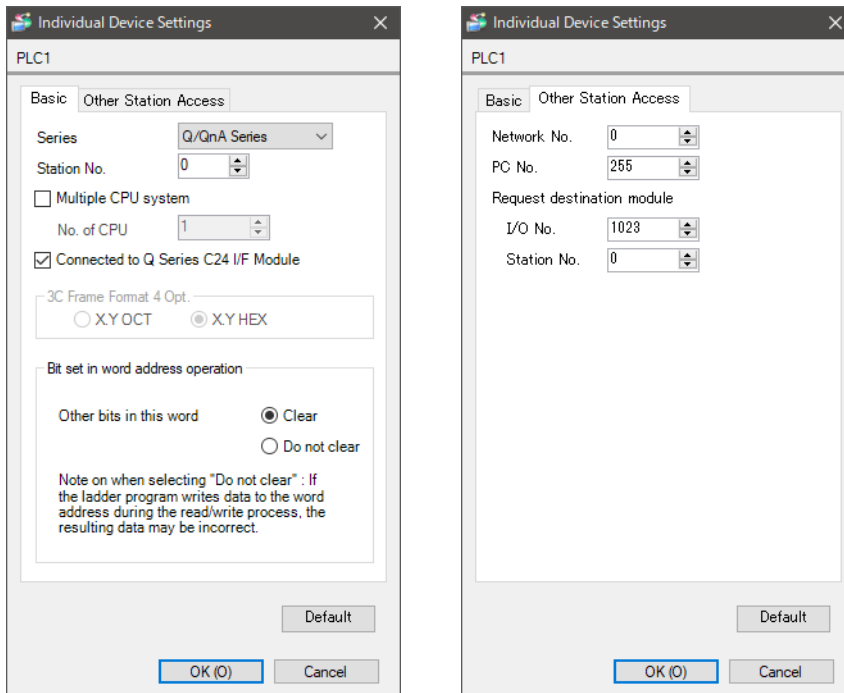 Individual Device Settings
PLC1
Basic
Other Station Access
Series
Q/QnA Series
Station No.
0
Multiple CPU system
No. of CPU
1
Connected to Q Series C24 I/F Module
3C Frame Format 4 Opt.
X.Y OCT
X.Y HEX
Bit set in word address operation
Other bits in this word
Clear
Do not clear
Note on when selecting "Do not clear" : If
the ladder program writes data to the word
address during the read/write process, the
resulting data may be incorrect.
Default
OK (O)
Cancel
Individual Device Settings
PLC1
Basic
Other Station Access
Network No.
0
PC No.
255
Request destination module
I/O No.
1023
Station No.
0
Default
OK (O)
Cancel